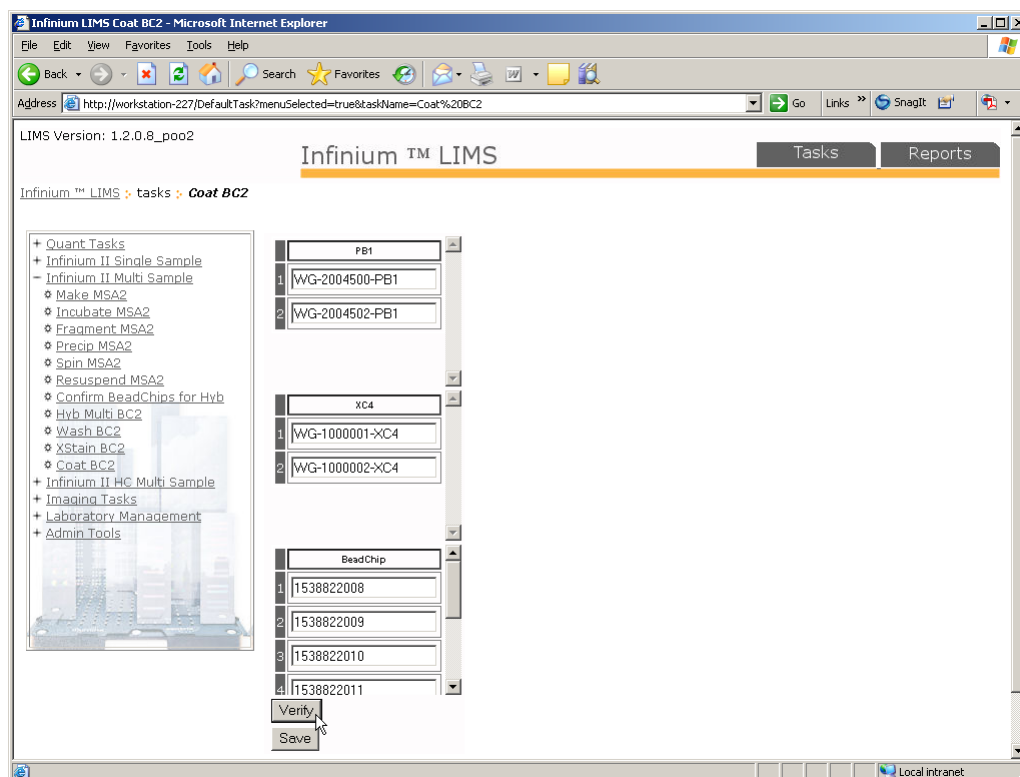 Infinium LIMS Coat BC2 - Microsoft Internet Explorer
File Edit View Favorites Tools Help
Back Search Favorites
Address http://workstation-227/DefaultTask?menuSelected=true&taskName=Coat%20BC2 Go Links » SnagIt
LIMS Version: 1.2.0.8_poo2
Infinium ™ LIMS
Tasks Reports
Infinium ™ LIMS : tasks : Coat BC2
+ Quant Tasks
+ Infinium II Single Sample
− Infinium II Multi Sample
Make MSA2
Incubate MSA2
Fragment MSA2
Precip MSA2
Spin MSA2
Resuspend MSA2
Confirm BeadChips for Hyb
Hyb Multi BC2
Wash BC2
XStain BC2
Coat BC2
+ Infinium II HC Multi Sample
+ Imaging Tasks
+ Laboratory Management
+ Admin Tools
PB1
1 WG-2004500-PB1
2 WG-2004502-PB1
XC4
1 WG-1000001-XC4
2 WG-1000002-XC4
BeadChip
1 1538822008
2 1538822009
3 1538822010
4 1538822011
Verify
Save
Local intranet